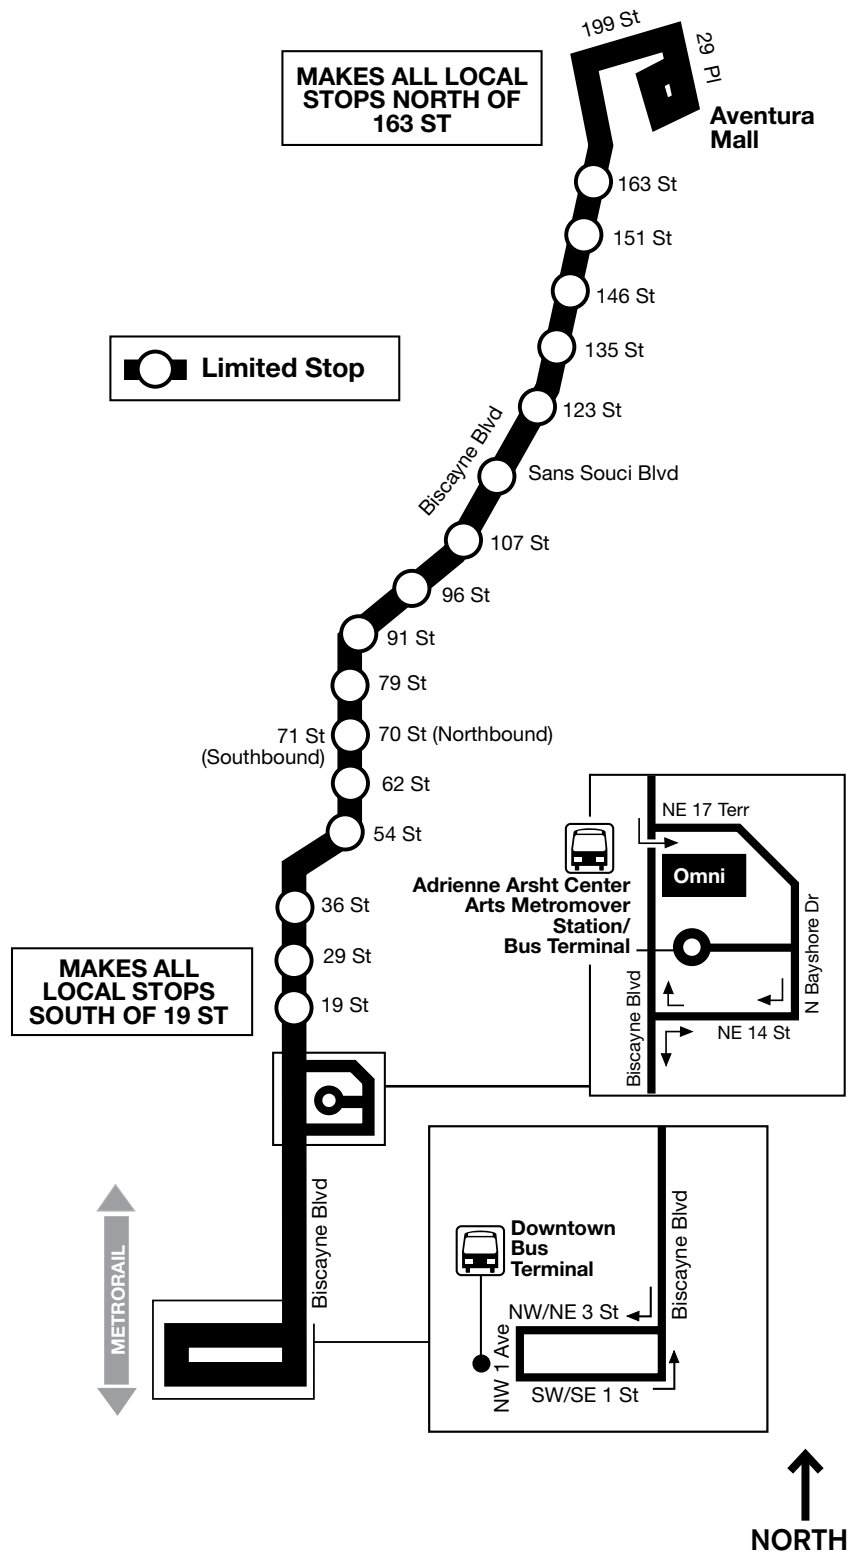 199 St
29 Pl
MAKES ALL LOCAL
STOPS NORTH OF
163 ST
Aventura
Mall
163 St
151 St
146 St
135 St
Limited Stop
123 St
Biscayne Blvd
Sans Souci Blvd
107 St
96 St
91 St
79 St
71 St
(Southbound)
70 St (Northbound)
62 St
54 St
36 St
29 St
19 St
MAKES ALL
LOCAL STOPS
SOUTH OF 19 ST
NE 17 Terr
Omni
Adrienne Arsht Center
Arts Metromover
Station/
Bus Terminal
N Bayshore Dr
Biscayne Blvd
NE 14 St
Biscayne Blvd
METRORAIL
Downtown
Bus
Terminal
Biscayne Blvd
NW/NE 3 St
NW 1 Ave
SW/SE 1 St
NORTH